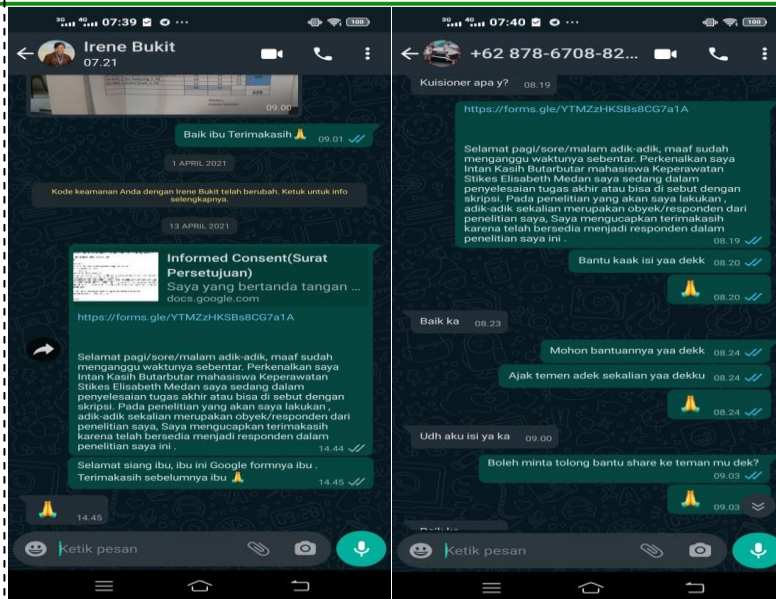 3G 4G 07:39 100
Irene Bukit
07.21
528
09.00
Baik ibu Terimakasih 🙏 09.01
1 APRIL 2021
Kode keamanan Anda dengan Irene Bukit telah berubah. Ketuk untuk info
selengkapnya.
13 APRIL 2021
Informed Consent(Surat
Persetujuan)
Saya yang bertanda tangan ...
docs.google.com
https://forms.gle/YTMZzHKSBs8CG7a1A
Selamat pagi/sore/malam adik-adik, maaf sudah
menganggu waktunya sebentar. Perkenalkan saya
Intan Kasih Butarbutar mahasiswa Keperawatan
Stikes Elisabeth Medan saya sedang dalam
penyelesaian tugas akhir atau bisa di sebut dengan
skripsi. Pada penelitian yang akan saya lakukan ,
adik-adik sekalian merupakan obyek/responden dari
penelitian saya, Saya mengucapkan terimakasih
karena telah bersedia menjadi responden dalam
penelitian saya ini . 14.44
Selamat siang ibu, ibu ini Google formnya ibu .
Terimakasih sebelumnya ibu 🙏 14.45
🙏 14.45
Ketik pesan
3G 4G 07:40 100
+62 878-6708-82...
Kuisioner apa y? 08.19
https://forms.gle/YTMZzHKSBs8CG7a1A
Selamat pagi/sore/malam adik-adik, maaf sudah
menganggu waktunya sebentar. Perkenalkan saya
Intan Kasih Butarbutar mahasiswa Keperawatan
Stikes Elisabeth Medan saya sedang dalam
penyelesaian tugas akhir atau bisa di sebut dengan
skripsi. Pada penelitian yang akan saya lakukan ,
adik-adik sekalian merupakan obyek/responden dari
penelitian saya, Saya mengucapkan terimakasih
karena telah bersedia menjadi responden dalam
penelitian saya ini . 08.19
Bantu kaak isi yaa dekk 08.20
🙏 08.20
Baik ka 08.23
Mohon bantuannya yaa dekk 08.24
Ajak temen adek sekalian yaa dekku 08.24
🙏 08.24
Udh aku isi ya ka 09.00
Boleh minta tolong bantu share ke teman mu dek?
09.03
🙏 09.03
Ketik pesan